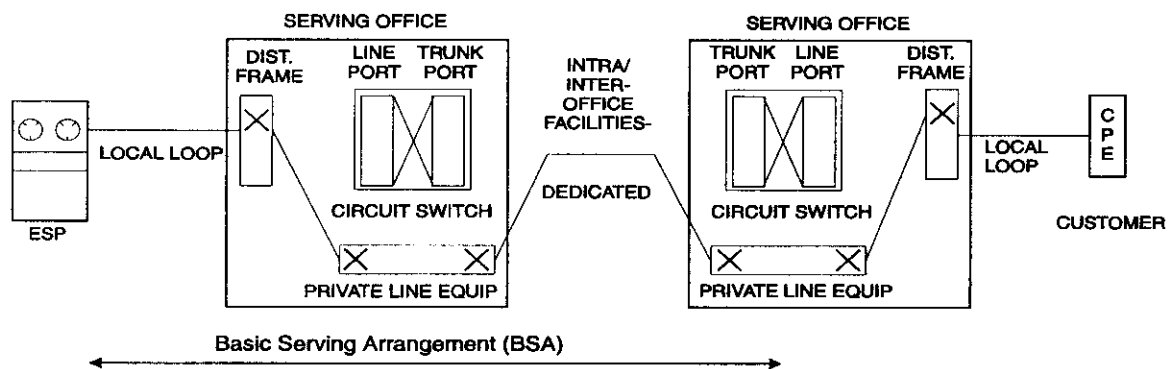 SERVING OFFICE
SERVING OFFICE
DIST.
FRAME
LINE
PORT
TRUNK
PORT
INTRA/
INTER-
OFFICE
FACILITIES-
TRUNK
PORT
LINE
PORT
DIST.
FRAME
CPE
LOCAL LOOP
LOCAL
LOOP
DEDICATED
CIRCUIT SWITCH
CIRCUIT SWITCH
ESP
CUSTOMER
PRIVATE LINE EQUIP
PRIVATE LINE EQUIP
Basic Serving Arrangement (BSA)